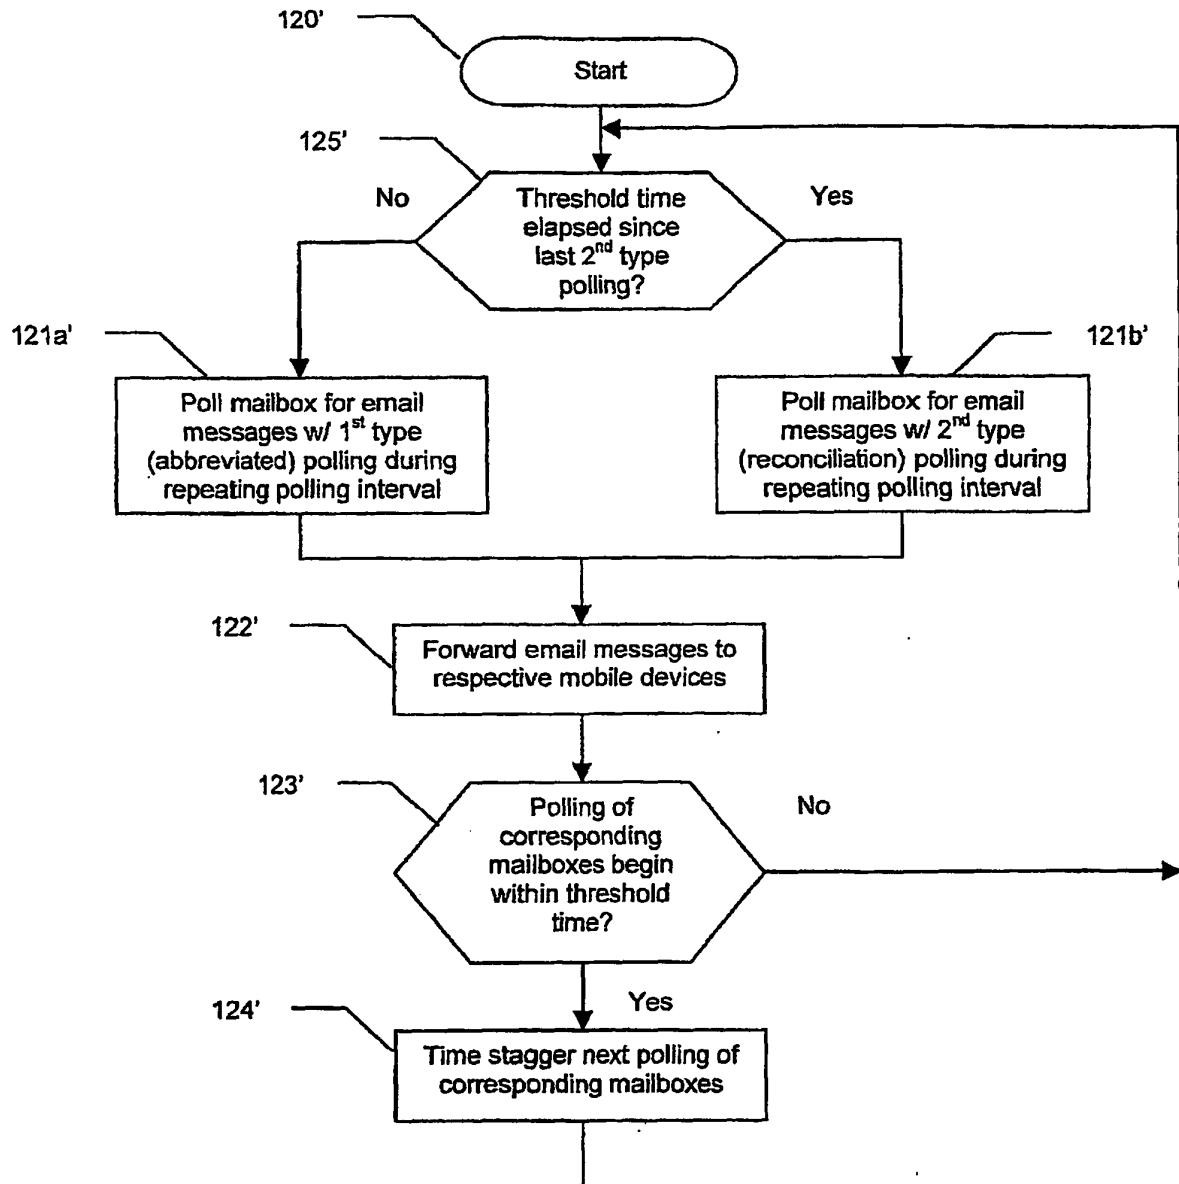 120'
Start
125'
No
Threshold time
elapsed since
last 2nd type
polling?
Yes
121a'
Poll mailbox for email
messages w/ 1st type
(abbreviated) polling during
repeating polling interval
121b'
Poll mailbox for email
messages w/ 2nd type
(reconciliation) polling during
repeating polling interval
122'
Forward email messages to
respective mobile devices
123'
Polling of
corresponding
mailboxes begin
within threshold
time?
No
Yes
124'
Time stagger next polling of
corresponding mailboxes